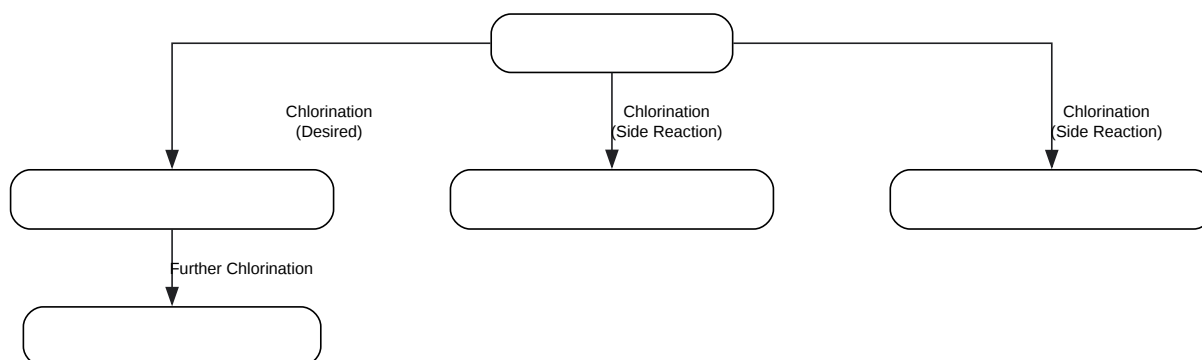 Chlorination
(Desired)
Chlorination
(Side Reaction)
Chlorination
(Side Reaction)
Further Chlorination